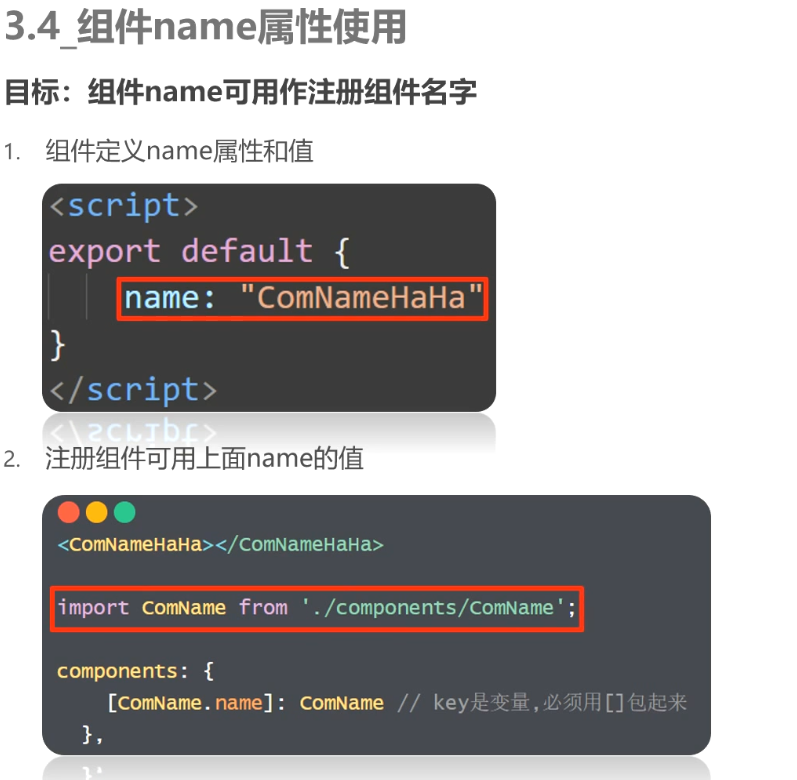 3.4_组件name属性使用
目标：组件name可用作注册组件名字
1. 组件定义name属性和值
<script>
export default {
name: "ComNameHaHa"
}
</script>
2. 注册组件可用上面name的值
<ComNameHaHa></ComNameHaHa>
import ComName from './components/ComName';
components: {
[ComName.name]: ComName // key是变量,必须用[]包起来
},